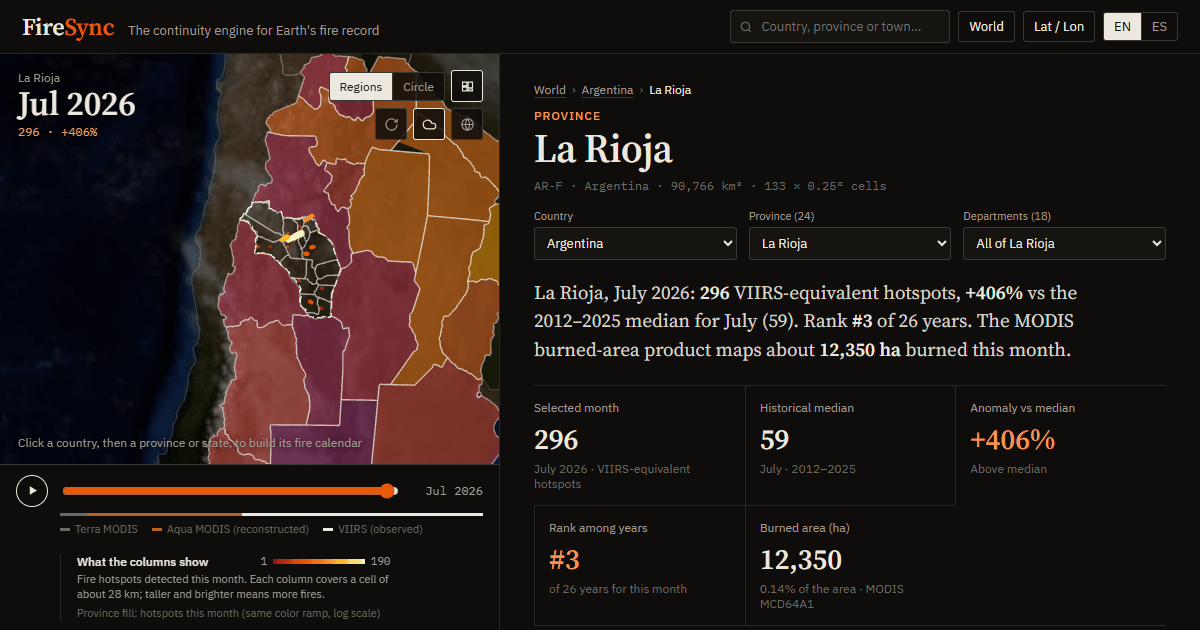 FireSync The continuity engine for Earth's fire record
Country, province or town...
World
Lat / Lon
EN ES
La Rioja
Jul 2026
296 · +406%
Regions Circle
Click a country, then a province or state, to build its fire calendar
Jul 2026
Terra MODIS Aqua MODIS (reconstructed) VIIRS (observed)
What the columns show 1 190
Fire hotspots detected this month. Each column covers a cell of
about 28 km; taller and brighter means more fires.
Province fill: hotspots this month (same color ramp, log scale)
World › Argentina › La Rioja
PROVINCE
La Rioja
AR-F · Argentina · 90,766 km² · 133 × 0.25° cells
Country Province (24) Departments (18)
Argentina La Rioja All of La Rioja
La Rioja, July 2026: 296 VIIRS-equivalent hotspots, +406% vs the
2012–2025 median for July (59). Rank #3 of 26 years. The MODIS
burned-area product maps about 12,350 ha burned this month.
Selected month
296
July 2026 · VIIRS-equivalent
hotspots
Historical median
59
July · 2012–2025
Anomaly vs median
+406%
Above median
Rank among years
#3
of 26 years for this month
Burned area (ha)
12,350
0.14% of the area · MODIS
MCD64A1